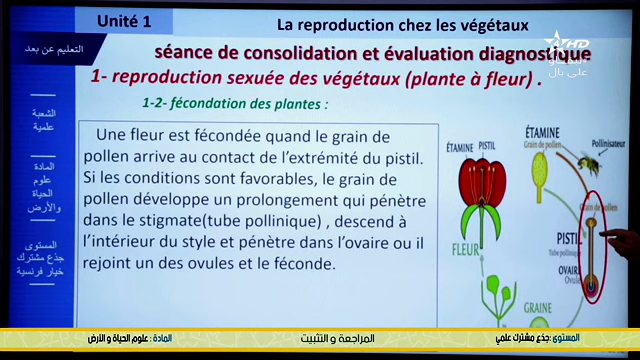 Unité 1
La reproduction chez les végétaux
التعليم عن بعد
séance de consolidation et évaluation diagnostique
1- reproduction sexuée des végétaux (plante à fleur) .
1-2- fécondation des plantes :
HD
الشعبة
علمية
المادة
علوم
الحياة
والأرض
المستوى
جذع مشترك
خيار فرنسية
Une fleur est fécondée quand le grain de
pollen arrive au contact de l'extrémité du pistil.
Si les conditions sont favorables, le grain de
pollen développe un prolongement qui pénètre
dans le stigmate(tube pollinique) , descend à
l'intérieur du style et pénètre dans l'ovaire ou il
rejoint un des ovules et le féconde.
ÉTAMINE
PISTIL
FLEUR
ÉTAMINE
Grain de pollen
Pollinisateur
Grain de pollen
PISTIL
Tube pollinique
OVAIRE
GRAINE
المستوى :جذع مشترك علمي
المراجعة و التثبيت
المادة : علوم الحياة و الأرض